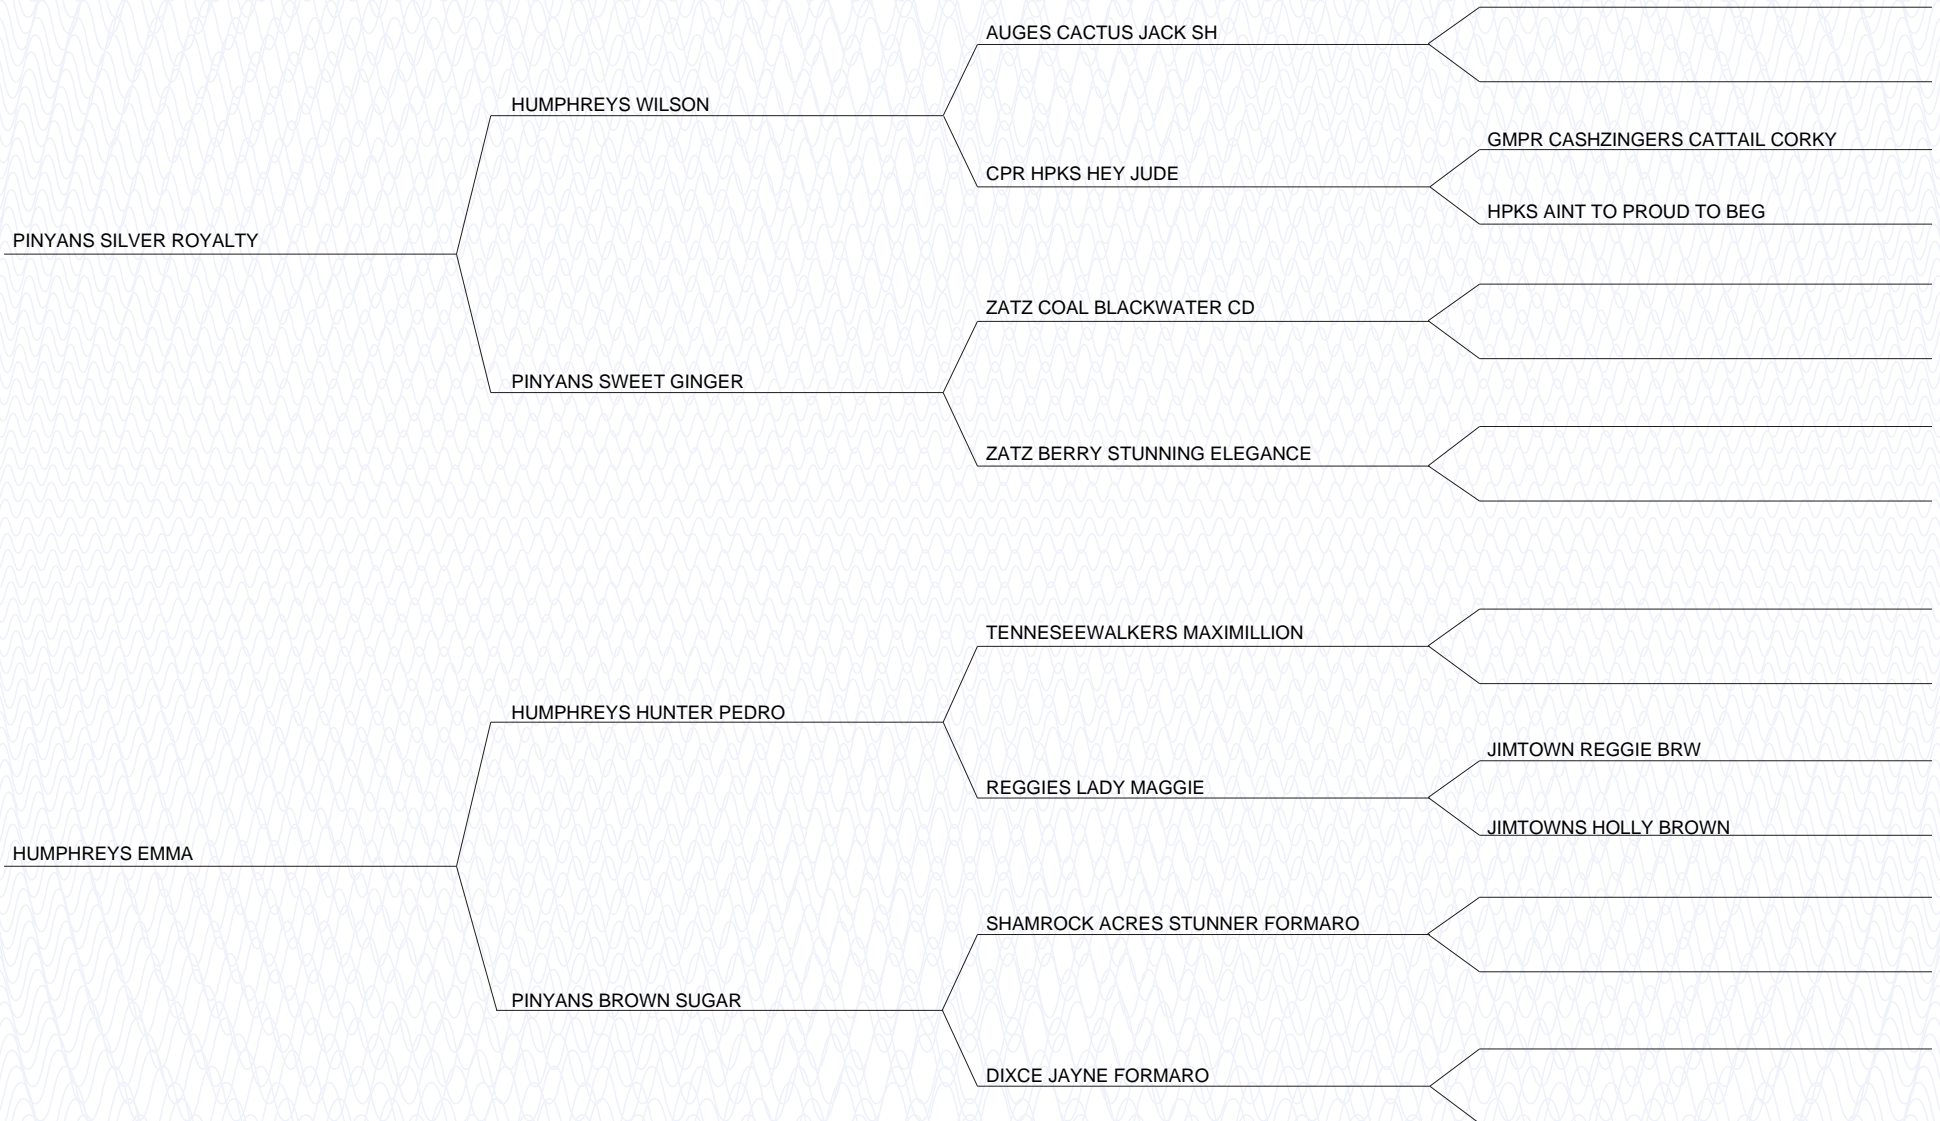 AUGES CACTUS JACK SH
HUMPHREYS WILSON
GMPR CASHZINGERS CATTAIL CORKY
CPR HPKS HEY JUDE
HPKS AINT TO PROUD TO BEG
PINYANS SILVER ROYALTY
ZATZ COAL BLACKWATER CD
PINYANS SWEET GINGER
ZATZ BERRY STUNNING ELEGANCE
TENNESEEWALKERS MAXIMILLION
HUMPHREYS HUNTER PEDRO
JIMTOWN REGGIE BRW
REGGIES LADY MAGGIE
JIMTOWNS HOLLY BROWN
HUMPHREYS EMMA
SHAMROCK ACRES STUNNER FORMARO
PINYANS BROWN SUGAR
DIXCE JAYNE FORMARO